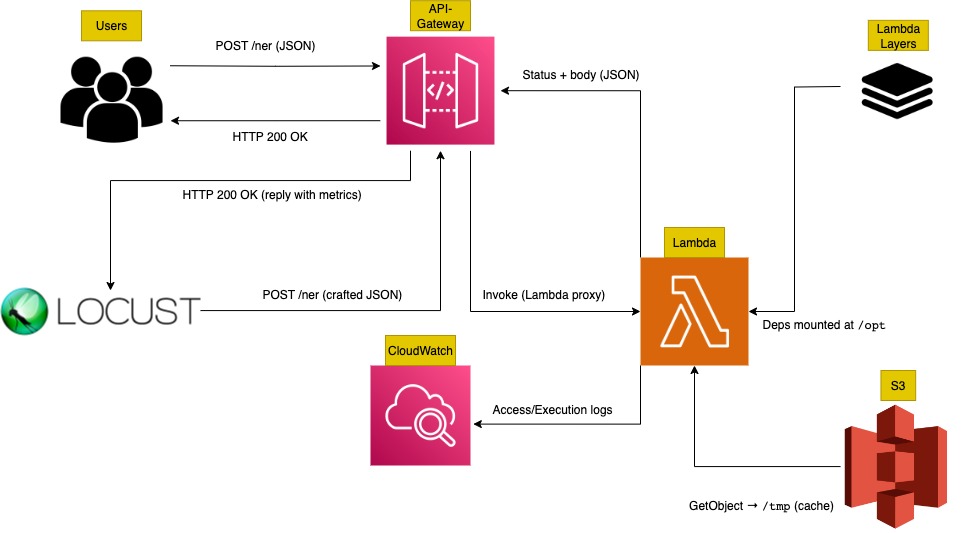 Users
API-
Gateway
Lambda
Layers
POST /ner (JSON)
Status + body (JSON)
</>
HTTP 200 OK
HTTP 200 OK (reply with metrics)
Lambda
LOCUST
POST /ner (crafted JSON)
Invoke (Lambda proxy)
Deps mounted at /opt
CloudWatch
S3
Access/Execution logs
GetObject → /tmp (cache)